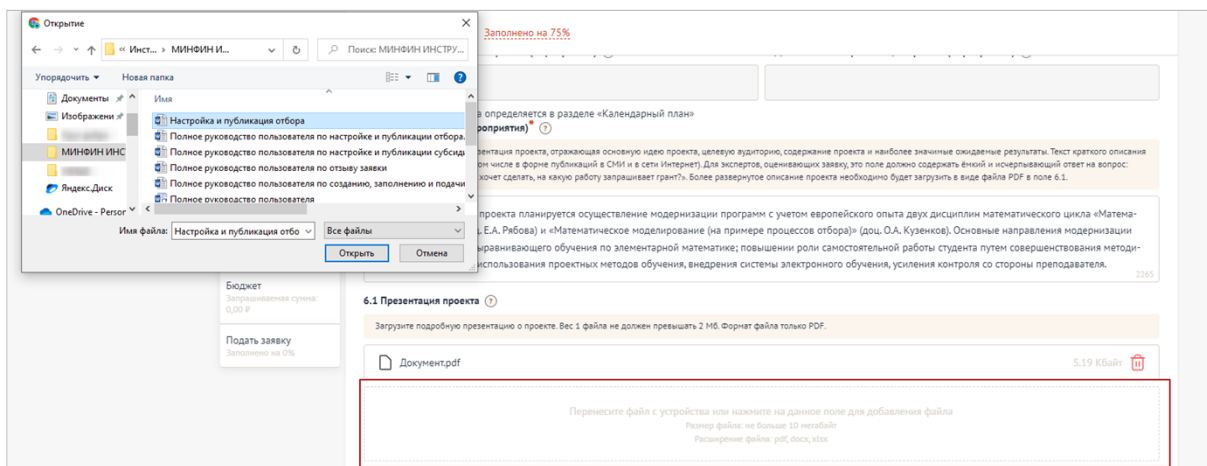 Открытие
« Инст... › МИНФИН И...
Поиск: МИНФИН ИНСТРУ...
Упорядочить
Новая папка
Документы
Изображени
МИНФИН ИНС
Яндекс.Диск
OneDrive - Person
Имя
Настройка и публикация отбора
Полное руководство пользователя по настройке и публикации отбора.
Полное руководство пользователя по настройке и публикации субсиди
Полное руководство пользователя по отзыву заявки
Полное руководство пользователя по созданию, заполнению и подачи
Полное руководство пользователя
Имя файла:
Настройка и публикация отбо
Все файлы
Открыть
Отмена
Заполнено на 75%
а определяется в разделе «Календарный план»
роприятия)* ?
зентация проекта, отражающая основную идею проекта, целевую аудиторию, содержание проекта и наиболее значимые ожидаемые результаты. Текст краткого описания
ом числе в форме публикаций в СМИ и в сети Интернет). Для экспертов, оценивающих заявку, это поле должно содержать ёмкий и исчерпывающий ответ на вопрос:
хочет сделать, на какую работу запрашивает грант?». Более развернутое описание проекта необходимо будет загрузить в виде файла PDF в поле 6.1.
проекта планируется осуществление модернизации программ с учетом европейского опыта двух дисциплин математического цикла «Матема-
ц. Е.А. Рябова) и «Математическое моделирование (на примере процессов отбора)» (доц. О.А. Кузенков). Основные направления модернизации
ыравнивающего обучения по элементарной математике; повышении роли самостоятельной работы студента путем совершенствования методи-
использования проектных методов обучения, внедрения системы электронного обучения, усиления контроля со стороны преподавателя.
2265
Бюджет
Запрашиваемая сумма:
0,00 ₽
Подать заявку
Заполнено на 0%
6.1 Презентация проекта ?
Загрузите подробную презентацию о проекте. Вес 1 файла не должен превышать 2 Мб. Формат файла только PDF.
Документ.pdf
5.19 Кбайт
Перенесите файл с устройства или нажмите на данное поле для добавления файла
Размер файла: не больше 10 мегабайт
Расширение файла: pdf, docx, xlsx